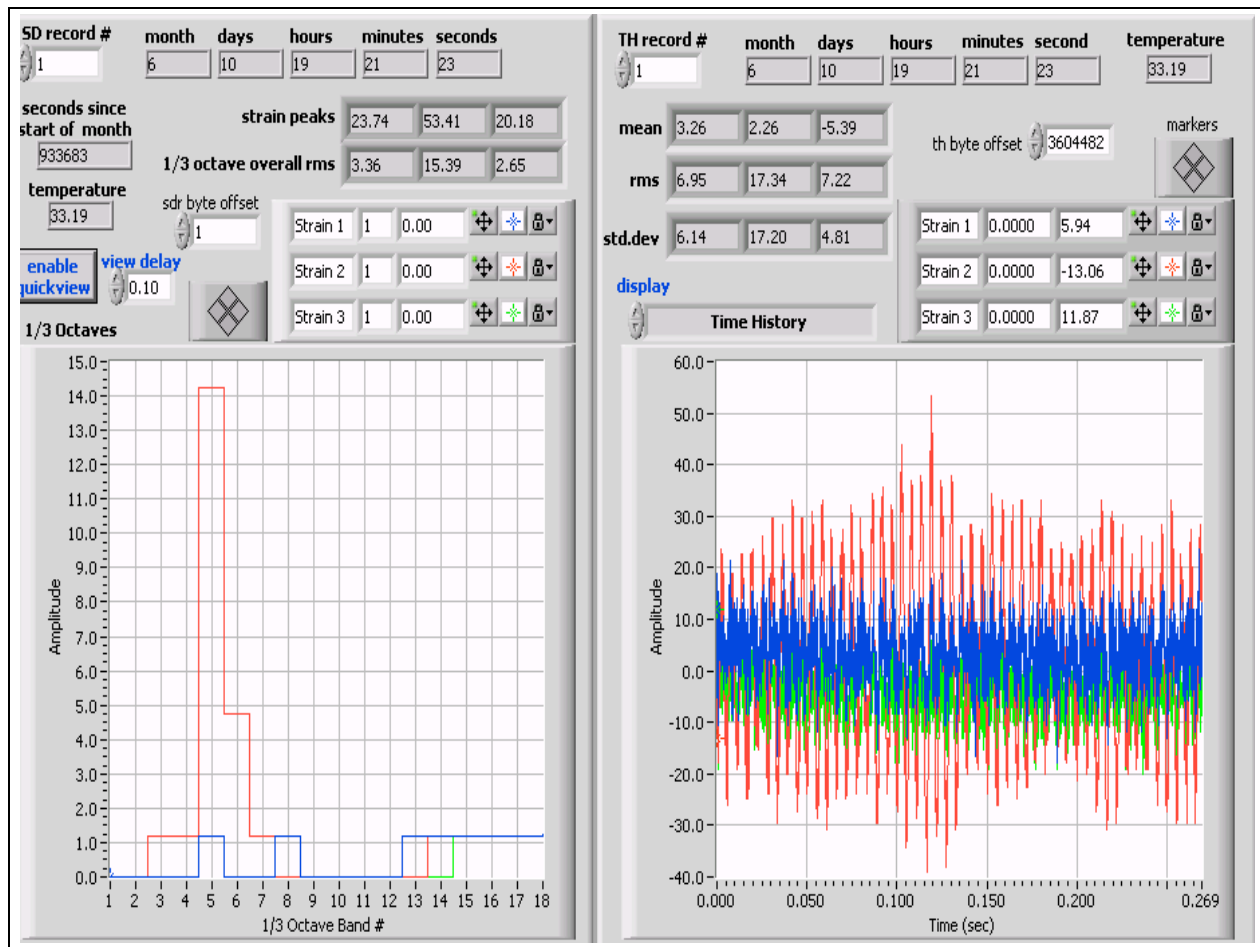 SD record #
month days hours minutes seconds
1
6 10 19 21 23
seconds since
start of month
933683
strain peaks 23.74 53.41 20.18
1/3 octave overall rms 3.36 15.39 2.65
temperature
33.19
sdr byte offset
1
enable
quickview
view delay
0.10
Strain 1 1 0.00
Strain 2 1 0.00
Strain 3 1 0.00
1/3 Octaves
15.0
14.0
13.0
12.0
11.0
10.0
9.0
8.0
7.0
6.0
5.0
4.0
3.0
2.0
1.0
0.0
Amplitude
1 2 3 4 5 6 7 8 9 10 11 12 13 14 15 16 17 18
1/3 Octave Band #
TH record #
month days hours minutes second temperature
1
6 10 19 21 23 33.19
mean 3.26 2.26 -5.39
rms 6.95 17.34 7.22
std.dev 6.14 17.20 4.81
th byte offset 3604482
markers
display
Time History
Strain 1 0.0000 5.94
Strain 2 0.0000 -13.06
Strain 3 0.0000 11.87
60.0
50.0
40.0
30.0
20.0
10.0
0.0
-10.0
-20.0
-30.0
-40.0
Amplitude
0.000 0.050 0.100 0.150 0.200 0.269
Time (sec)